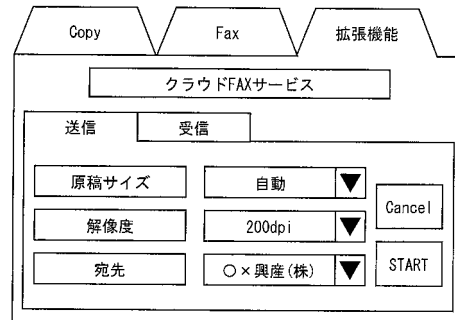 Copy
Fax
拡張機能
クラウドFAXサービス
送信
受信
原稿サイズ
自動
解像度
200dpi
宛先
○×興産(株)
Cancel
START